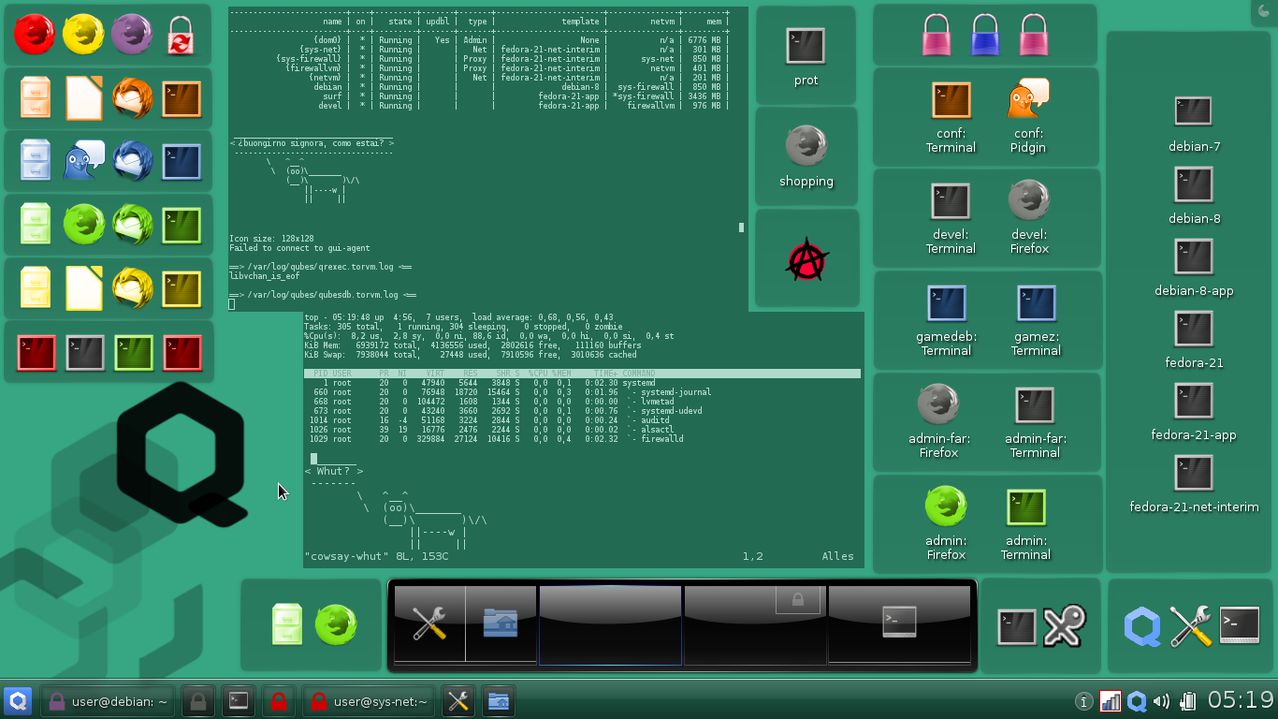 name | on | state | updbl | type | template | netvm | mem |
{dom0} | * | Running | Yes | Admin | None | n/a | 6776 MB |
{sys-net} | * | Running | | Net | fedora-21-net-interim | n/a | 301 MB |
{sys-firewall} | * | Running | | Proxy | fedora-21-net-interim | sys-net | 850 MB |
{firewallvm} | * | Running | | Proxy | fedora-21-net-interim | netvm | 401 MB |
{netvm} | * | Running | | Net | fedora-21-net-interim | n/a | 201 MB |
debian | * | Running | | | debian-8 | sys-firewall | 850 MB |
surf | * | Running | | | fedora-21-app | *sys-firewall | 3436 MB |
devel | * | Running | | | fedora-21-app | firewallvm | 976 MB |
< ¿buongirno signora, como estai? >
\   ^__^
\  (oo)\_______
(__)\       )\/\
||----w |
||     ||
Icon size: 128x128
Failed to connect to gui-agent
==> /var/log/qubes/qrexec.torvm.log <==
libvchan_is_eof
==> /var/log/qubes/qubesdb.torvm.log <==
top - 05:19:48 up  4:56,  7 users,  load average: 0,68, 0,56, 0,43
Tasks: 305 total,   1 running, 304 sleeping,   0 stopped,   0 zombie
%Cpu(s):  8,2 us,  2,8 sy,  0,0 ni, 88,6 id,  0,0 wa,  0,0 hi,  0,0 si,  0,4 st
KiB Mem:   6939172 total,  4136556 used,  2802616 free,   111160 buffers
KiB Swap:  7938044 total,    27448 used,  7910596 free,  3010636 cached
PID USER      PR  NI    VIRT    RES    SHR S  %CPU %MEM     TIME+ COMMAND
1 root      20   0   47940   5644   3848 S   0,0  0,1   0:02.30 systemd
660 root      20   0   76948  18720  15464 S   0,0  0,3   0:01.96  `- systemd-journal
668 root      20   0  104472   1608   1344 S   0,0  0,0   0:00.00  `- lvmetad
673 root      20   0   43240   3660   2692 S   0,0  0,1   0:00.76  `- systemd-udevd
1014 root      16  -4   51168   3224   2844 S   0,0  0,0   0:00.24  `- auditd
1026 root      39  19   16776   2476   2244 S   0,0  0,0   0:00.02  `- alsactl
1029 root      20   0  329884  27124  10416 S   0,0  0,4   0:02.32  `- firewalld
< Whut? >
-------
\   ^__^
\  (oo)\_______
(__)\       )\/\
||----w |
||     ||
"cowsay-whut" 8L, 153C    1,2    Alles
prot
shopping
conf:
Terminal
conf:
Pidgin
devel:
Terminal
devel:
Firefox
gamedeb:
Terminal
gamez:
Terminal
admin-far:
Firefox
admin-far:
Terminal
admin:
Firefox
admin:
Terminal
debian-7
debian-8
debian-8-app
fedora-21
fedora-21-app
fedora-21-net-interim
user@debian: ~
user@sys-net:~
05:19